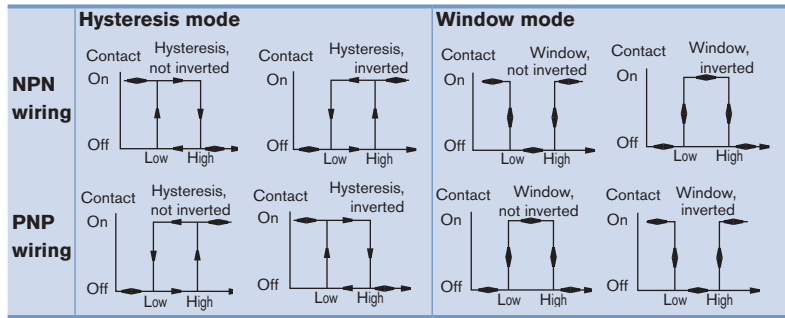 Hysteresis mode
Window mode
NPN
wiring
Contact
Hysteresis,
not inverted
On
Off
Low
High
Contact
Hysteresis,
inverted
On
Off
Low
High
Contact
Window,
not inverted
On
Off
Low
High
Contact
Window,
inverted
On
Off
Low
High
PNP
wiring
Contact
Hysteresis,
not inverted
On
Off
Low
High
Contact
Hysteresis,
inverted
On
Off
Low
High
Contact
Window,
not inverted
On
Off
Low
High
Contact
Window,
inverted
On
Off
Low
High